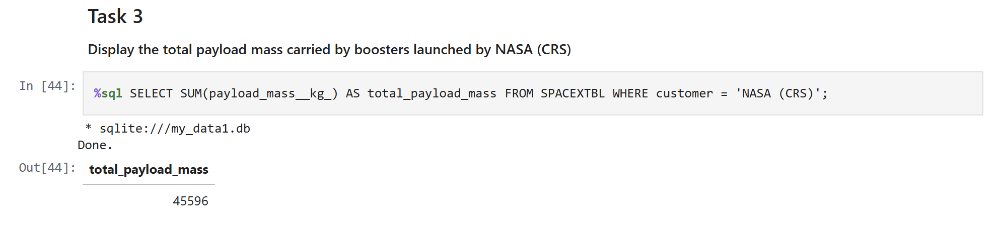 Task 3
Display the total payload mass carried by boosters launched by NASA (CRS)
In [44]: %sql SELECT SUM(payload_mass__kg_) AS total_payload_mass FROM SPACEXTBL WHERE customer = 'NASA (CRS)';
* sqlite:///my_data1.db
Done.
Out[44]: total_payload_mass
45596